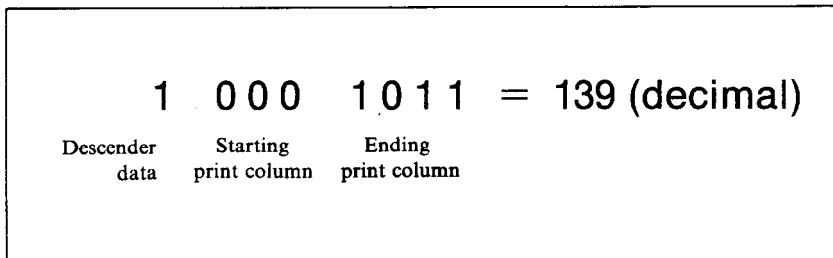 1 000 1011 = 139 (decimal)
Descender Starting Ending
data print column print column